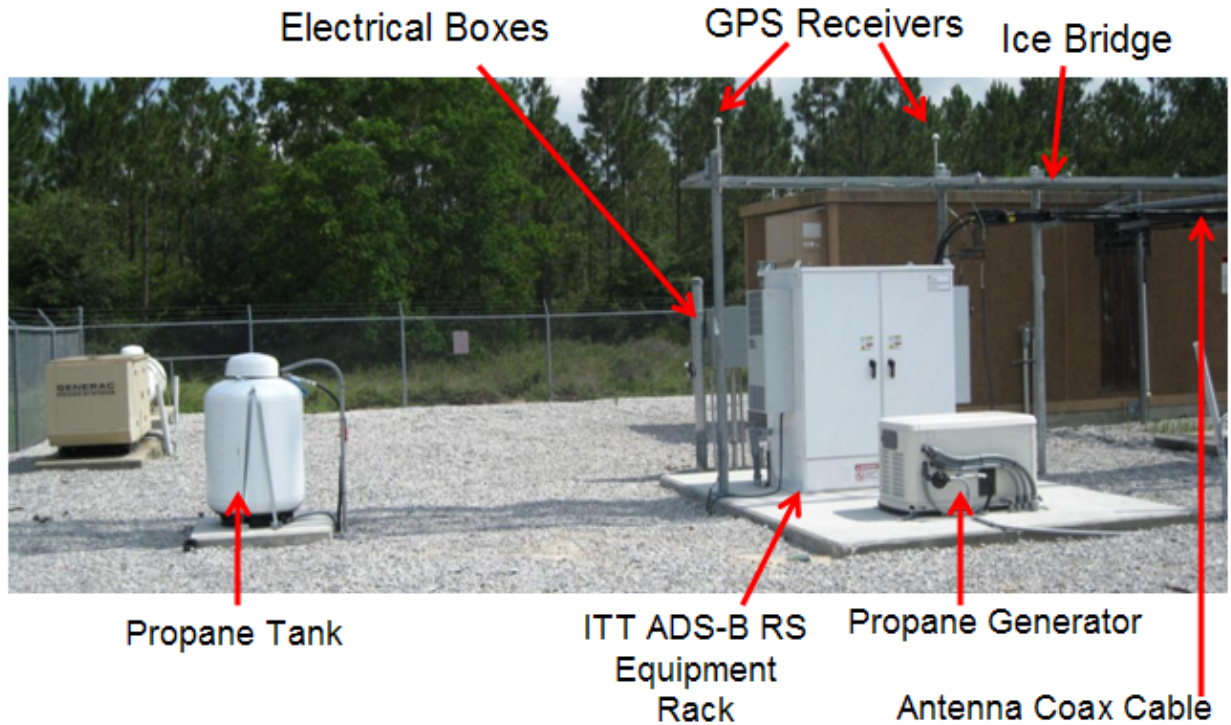 Electrical Boxes
GPS Receivers
Ice Bridge
GENERAC
Propane Tank
ITT ADS-B RS
Equipment
Rack
Propane Generator
Antenna Coax Cable